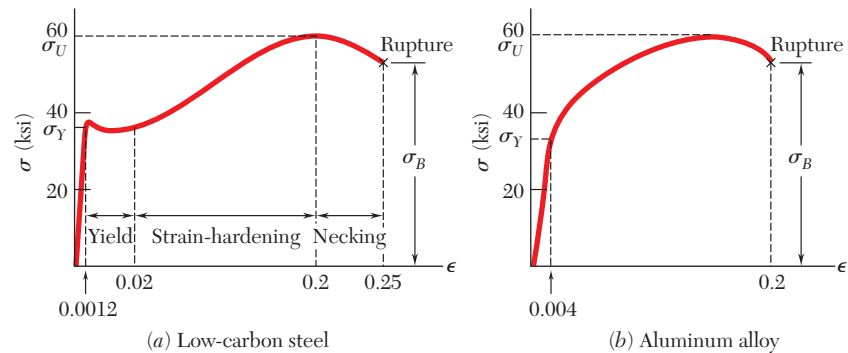 60
σU
Rupture
40
σY
σ (ksi)
20
σB
Yield
Strain-hardening
Necking
0.02
0.2
0.25
ϵ
0.0012
(a) Low-carbon steel
60
σU
Rupture
40
σY
σ (ksi)
20
σB
0.2
ϵ
0.004
(b) Aluminum alloy